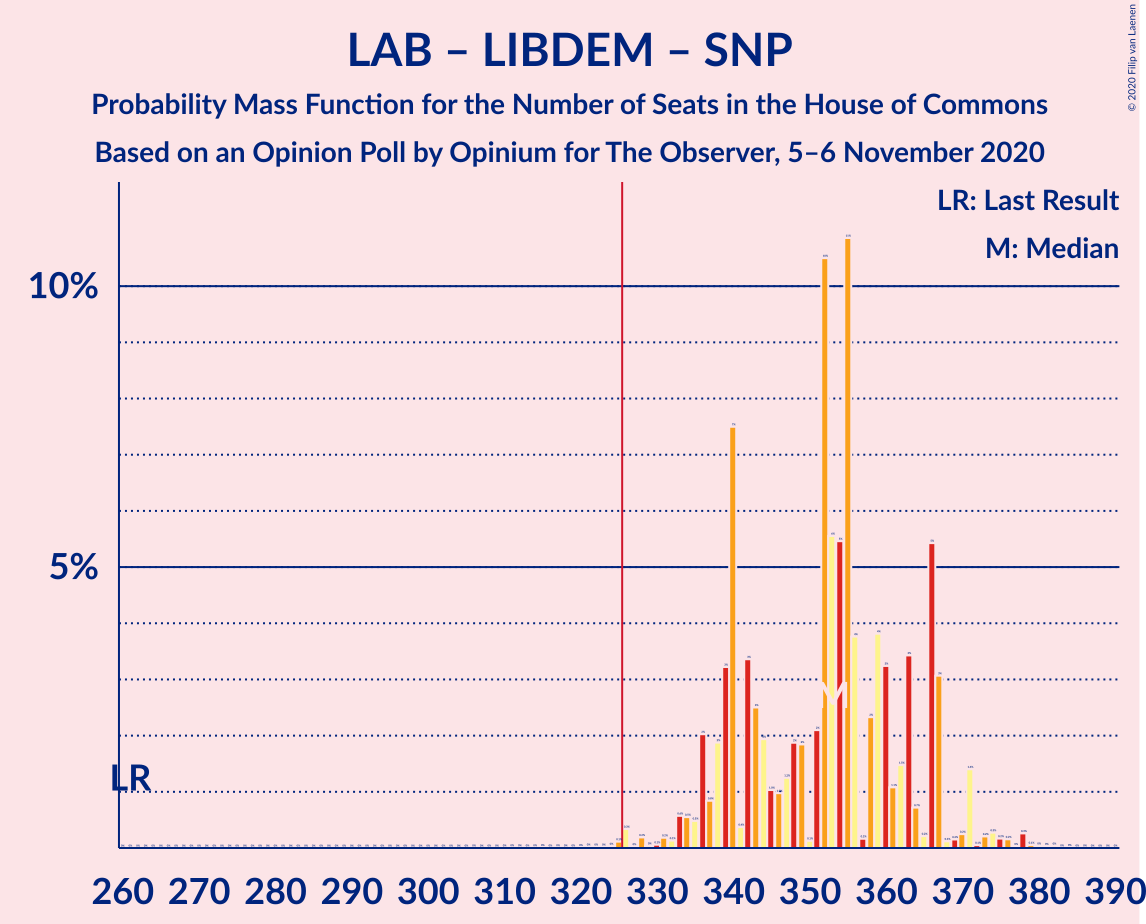 LAB – LIBDEM – SNP
Probability Mass Function for the Number of Seats in the House of Commons
Based on an Opinion Poll by Opinium for The Observer, 5–6 November 2020
© 2020 Filip van Laenen
LR: Last Result
M: Median
10%
5%
M
LR
260 270 280 290 300 310 320 330 340 350 360 370 380 390